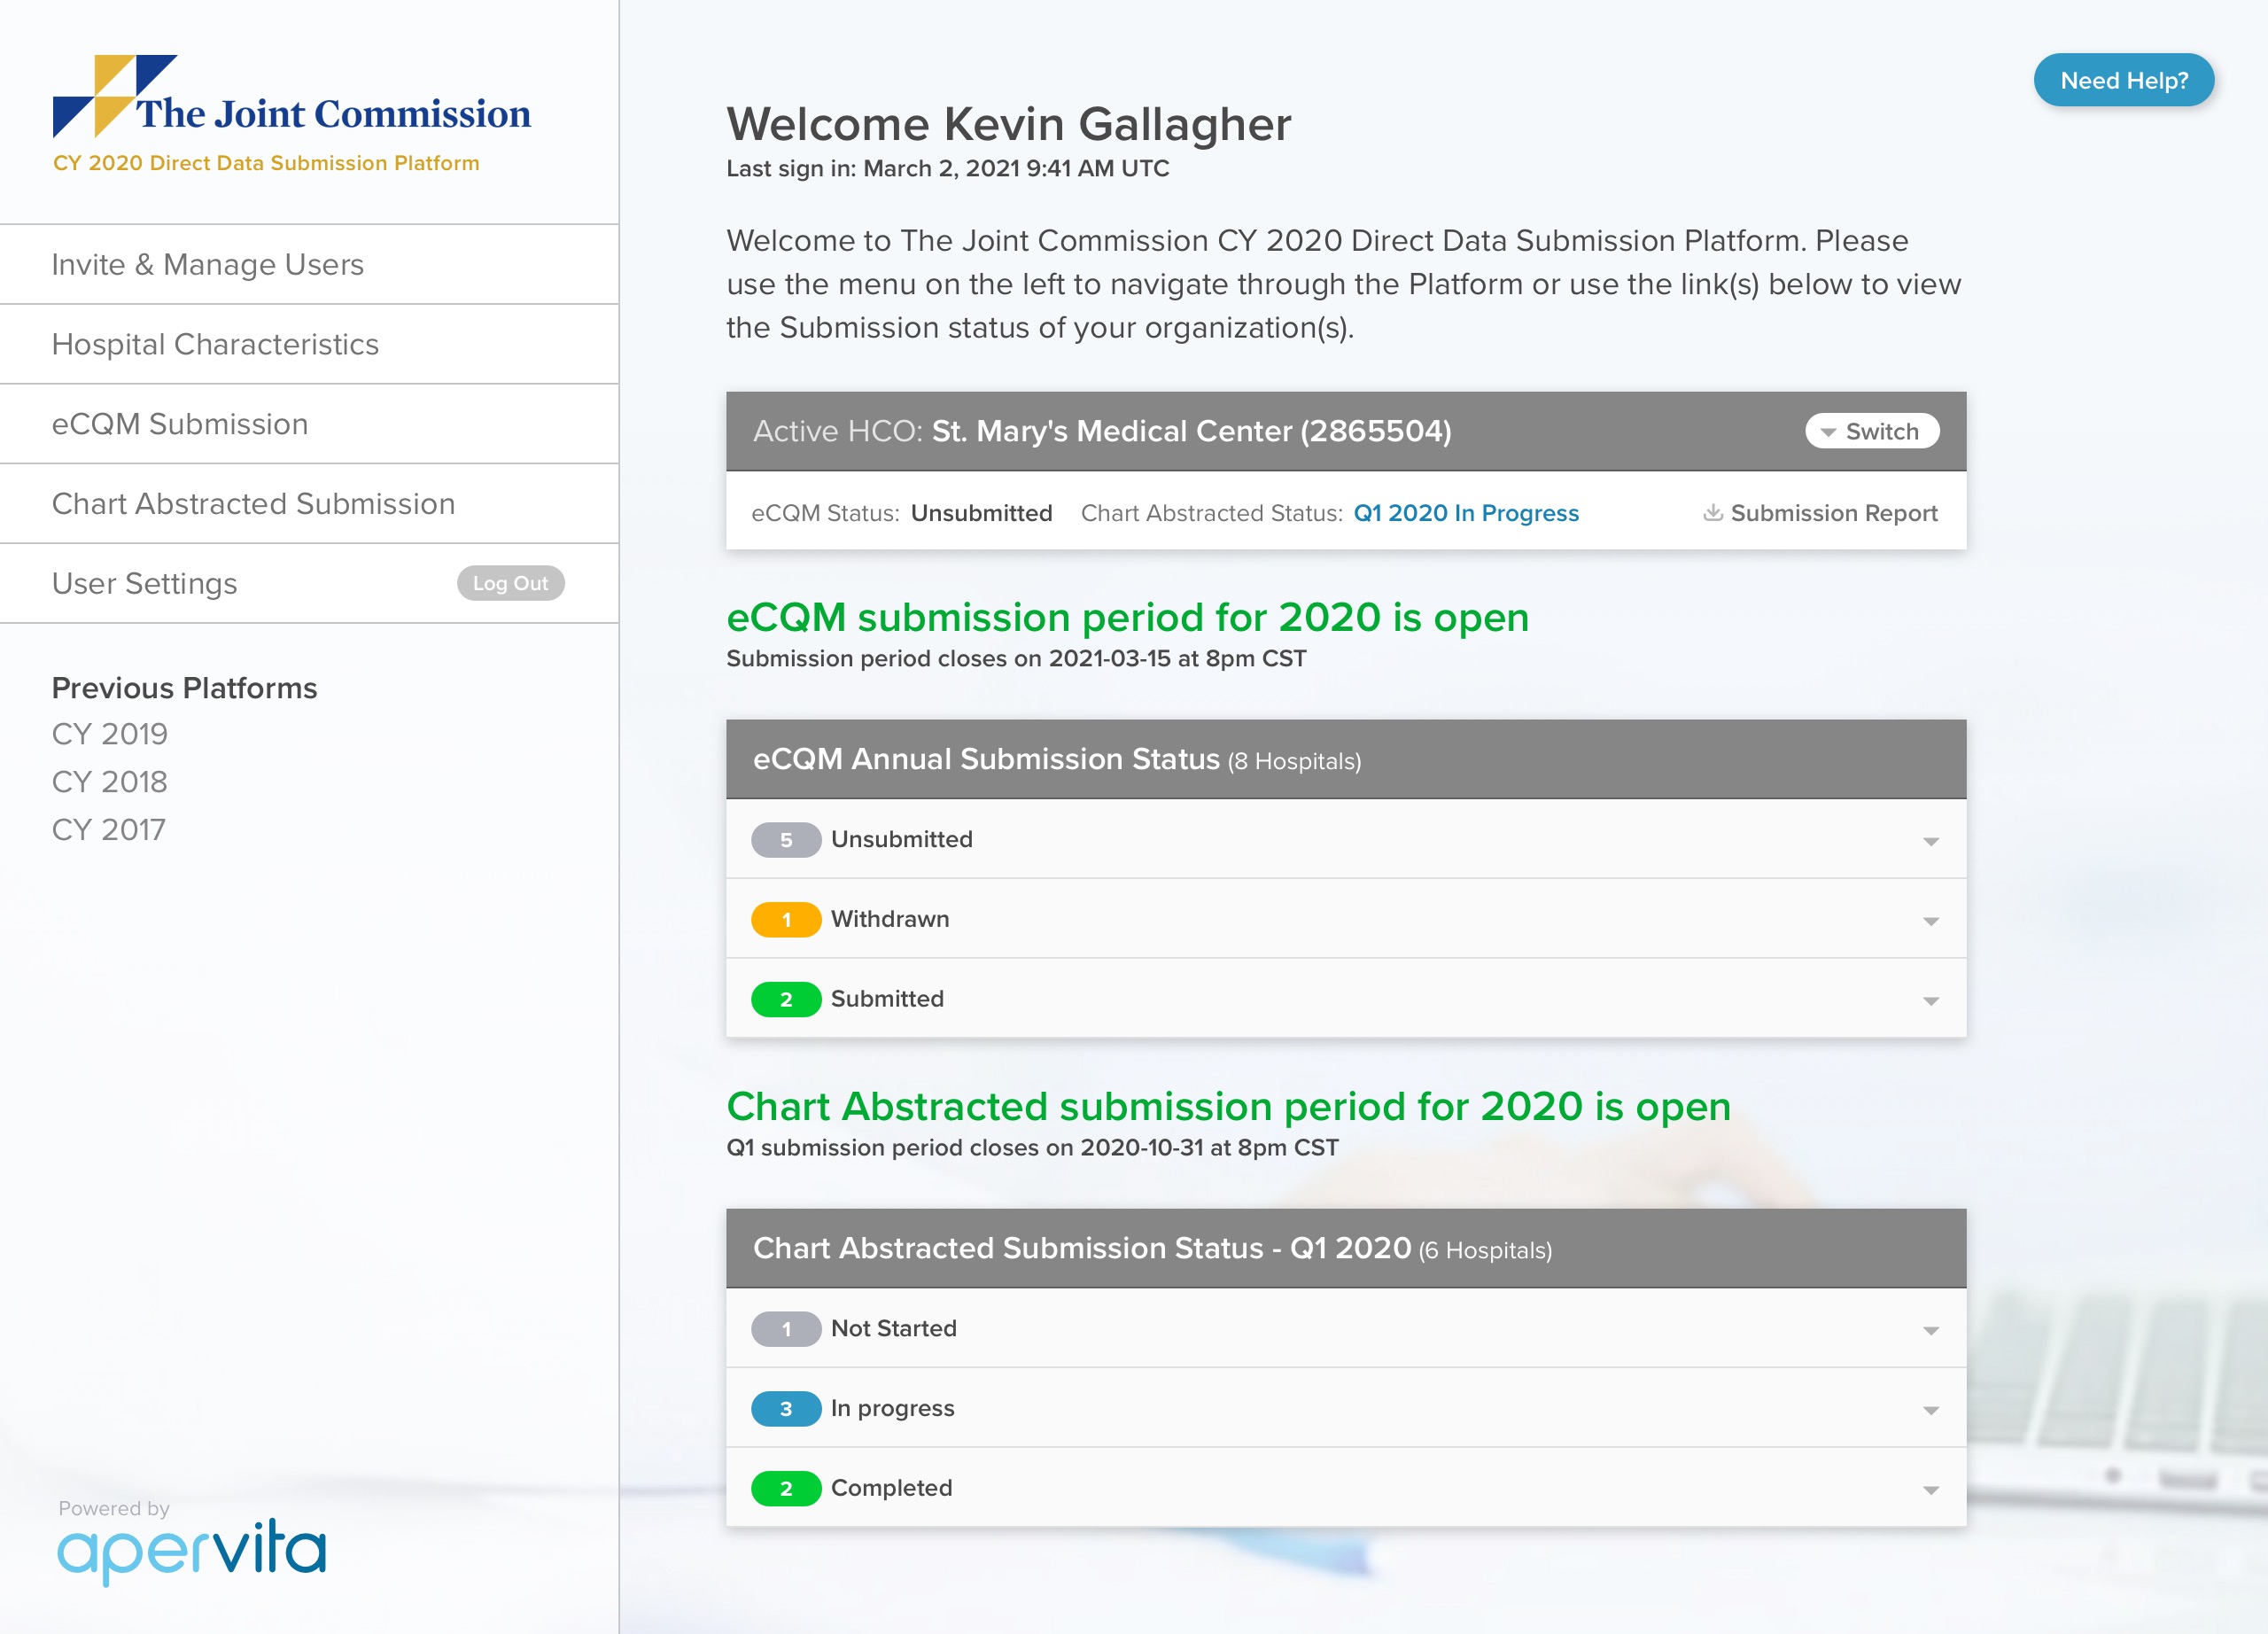 The Joint Commission
CY 2020 Direct Data Submission Platform
Invite & Manage Users
Hospital Characteristics
eCQM Submission
Chart Abstracted Submission
User Settings
Log Out
Previous Platforms
CY 2019
CY 2018
CY 2017
Powered by
apervita
Need Help?
Welcome Kevin Gallagher
Last sign in: March 2, 2021 9:41 AM UTC
Welcome to The Joint Commission CY 2020 Direct Data Submission Platform. Please
use the menu on the left to navigate through the Platform or use the link(s) below to view
the Submission status of your organization(s).
Active HCO: St. Mary's Medical Center (2865504)
Switch
eCQM Status: Unsubmitted Chart Abstracted Status: Q1 2020 In Progress
Submission Report
eCQM submission period for 2020 is open
Submission period closes on 2021-03-15 at 8pm CST
eCQM Annual Submission Status (8 Hospitals)
5 Unsubmitted
1 Withdrawn
2 Submitted
Chart Abstracted submission period for 2020 is open
Q1 submission period closes on 2020-10-31 at 8pm CST
Chart Abstracted Submission Status - Q1 2020 (6 Hospitals)
1 Not Started
3 In progress
2 Completed